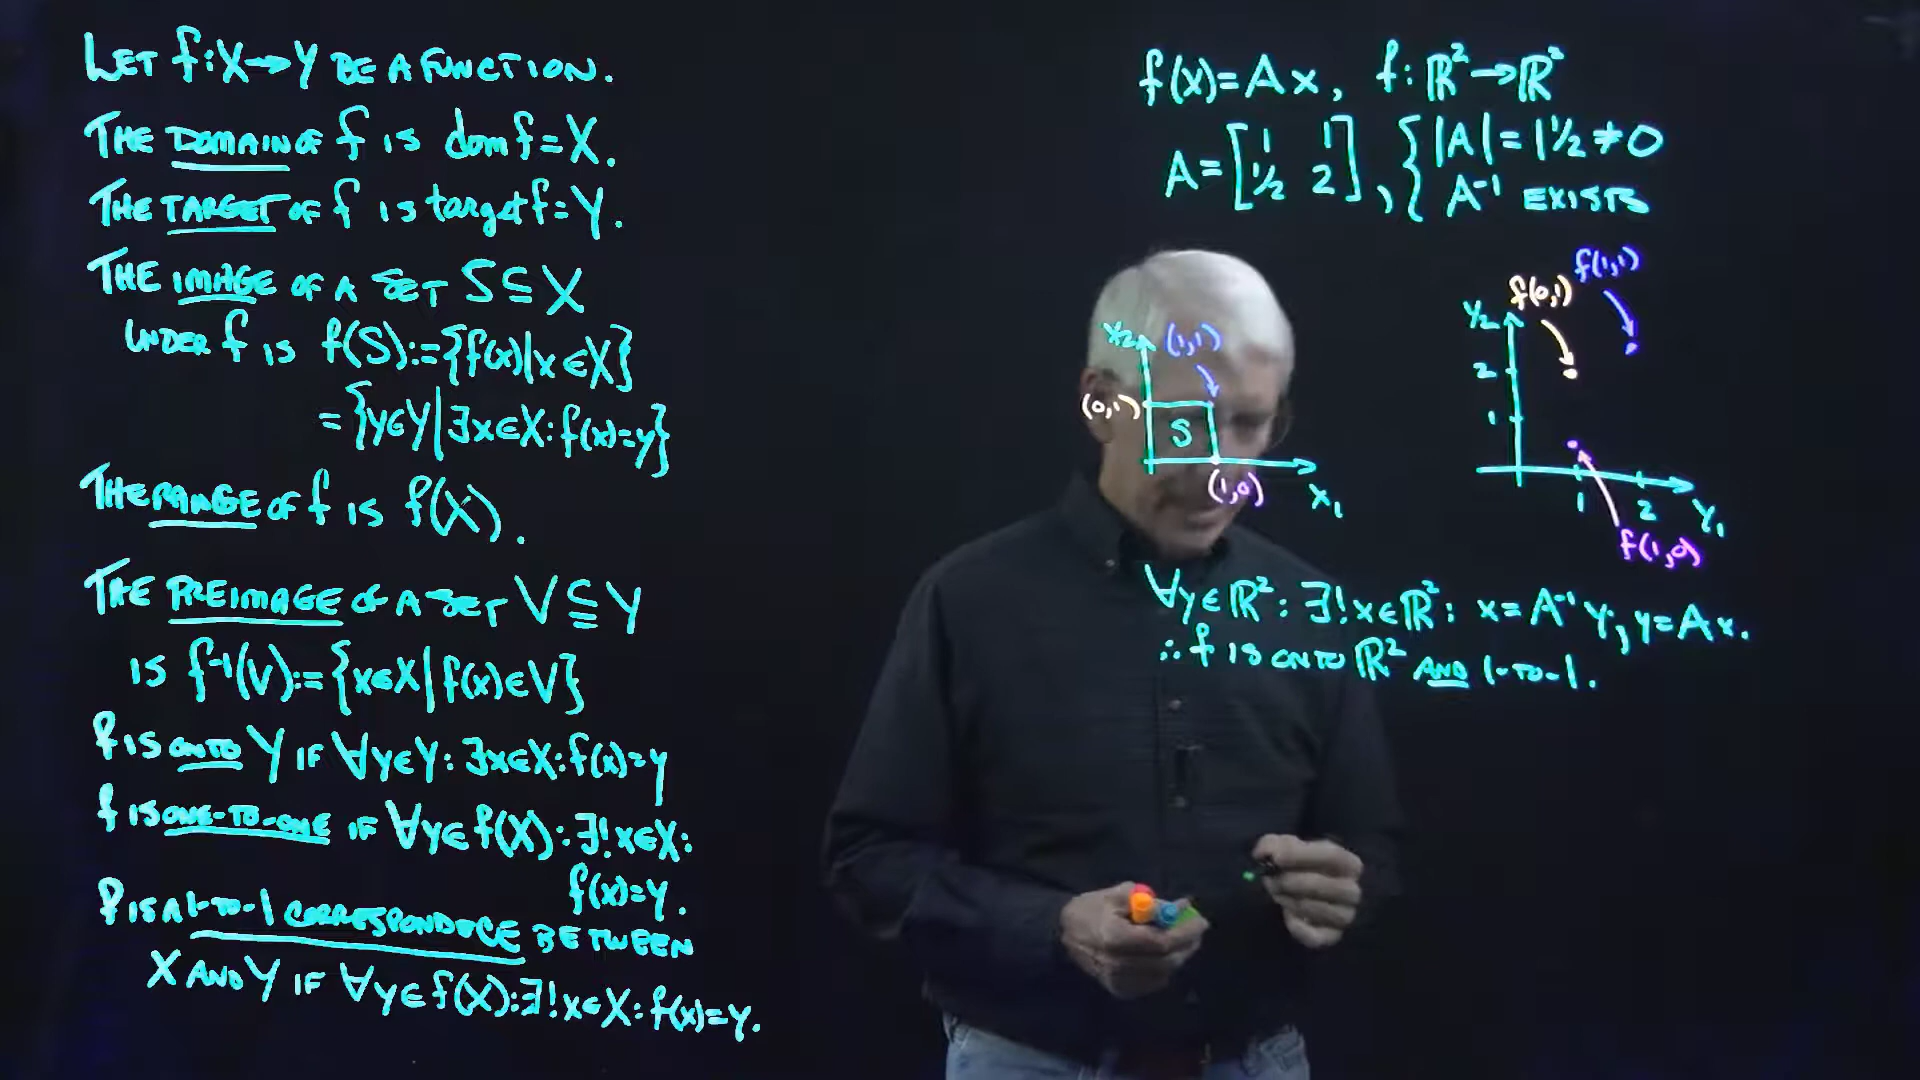 LET f:X→Y BE A FUNCTION.
THE DOMAIN OF f IS dom f=X.
THE TARGET OF f IS target f=Y.
THE IMAGE OF A SET S⊆X
UNDER f IS f(S):={f(x)|x∈X}
={y∈Y|∃x∈X:f(x)=y}
THE RANGE OF f IS f(X).
THE PREIMAGE OF A SET V⊆Y
IS f⁻¹(V):={x∈X|f(x)∈V}
f IS ONTO Y IF ∀y∈Y:∃x∈X:f(x)=y
f IS ONE-TO-ONE IF ∀y∈f(X):∃!x∈X:
f(x)=y.
f IS A 1-TO-1 CORRESPONDECE BETWEEN
X AND Y IF ∀y∈f(X):∃!x∈X:f(x)=y.
f(x)=Ax, f:ℝ²→ℝ²
A=[1 1; 1/2 2], {|A|=1 1/2≠0
A⁻¹ EXISTS
x₂ (1,1)
(0,1) S
(1,0) x₁
f(1,1)
f(0,1)
y₂
2
1
1 2 y₁
f(1,0)
∀y∈ℝ²:∃!x∈ℝ²: x=A⁻¹y, y=Ax.
∴ f IS ONTO ℝ² AND 1-TO-1.